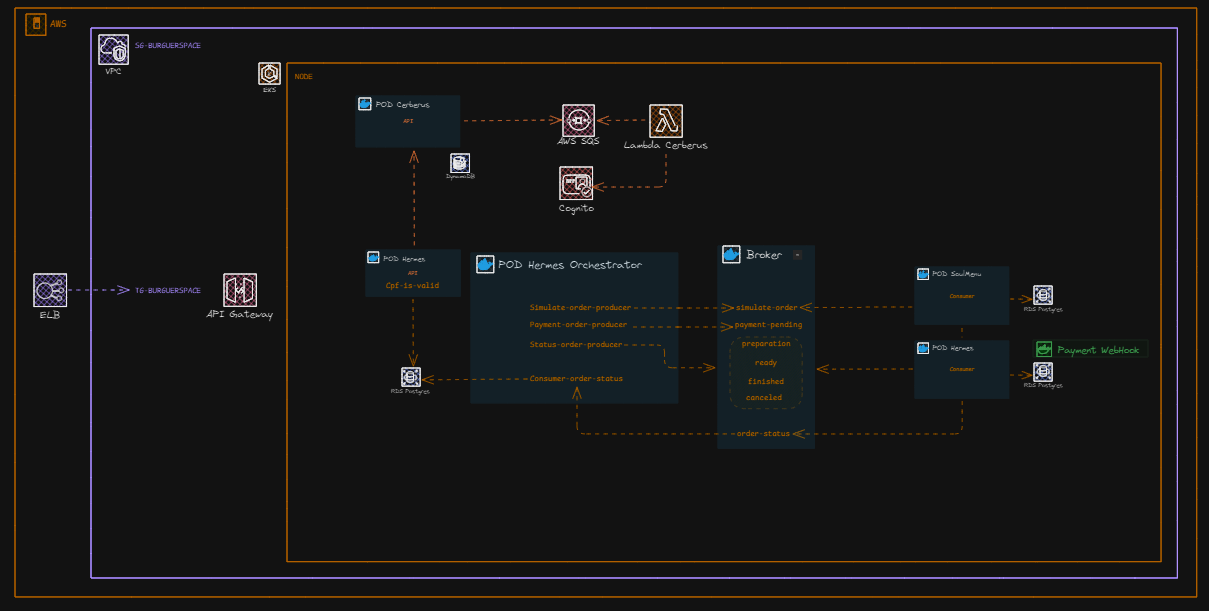 AWS
SG-BURGUERSPACE
VPC
EKS
NODE
POD Cerberus
API
AWS SQS
Lambda Cerberus
DynamoDB
Cognito
POD Hermes
API
Cpf-is-valid
POD Hermes Orchestrator
Broker
Simulate-order-producer
simulate-order
Payment-order-producer
payment-pending
Status-order-producer
preparation
ready
finished
canceled
Consumer-order-status
order-status
POD SoulMenu
Consumer
RDS Postgres
POD Hermes
Consumer
Payment WebHook
RDS Postgres
RDS Postgres
ELB
TG-BURGUERSPACE
API Gateway